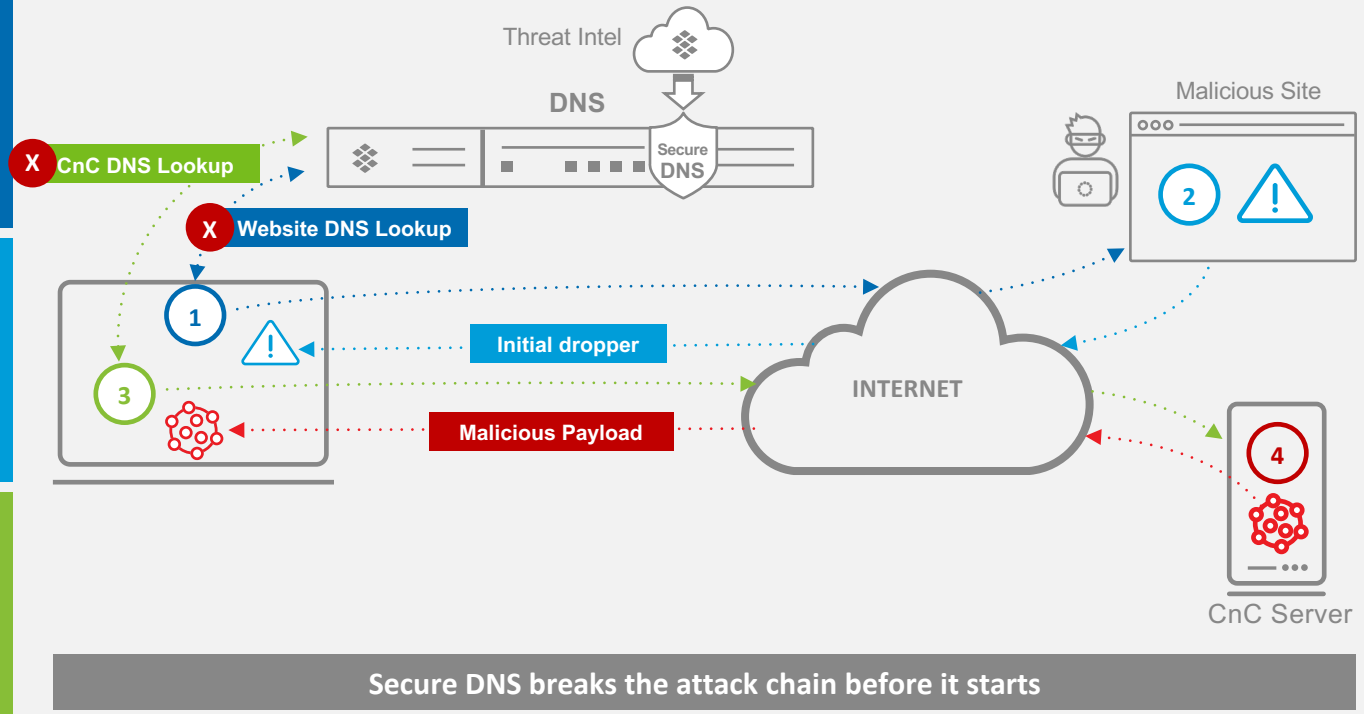 Threat Intel
DNS
Secure
DNS
Malicious Site
X CnC DNS Lookup
X Website DNS Lookup
2
1
Initial dropper
3
INTERNET
Malicious Payload
4
CnC Server
Secure DNS breaks the attack chain before it starts